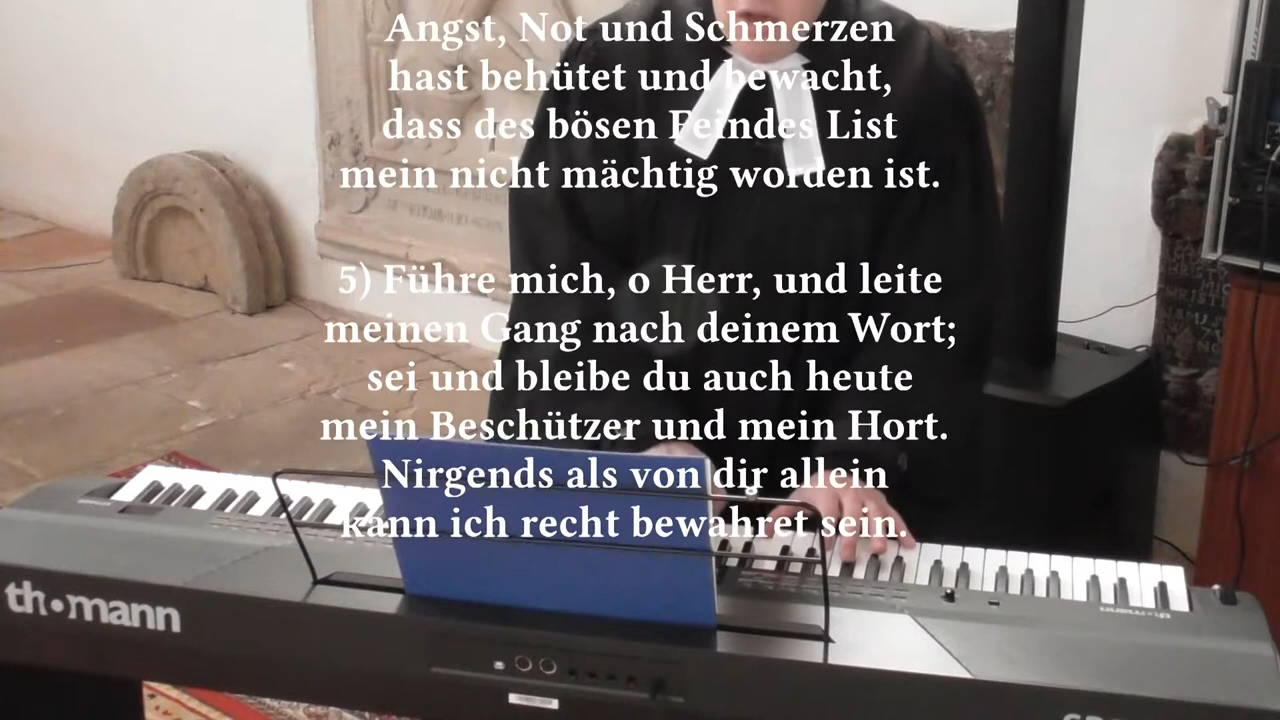 Angst, Not und Schmerzen
hast behütet und bewacht,
dass des bösen Feindes List
mein nicht mächtig worden ist.
5) Führe mich, o Herr, und leite
meinen Gang nach deinem Wort;
sei und bleibe du auch heute
mein Beschützer und mein Hort.
Nirgends als von dir allein
kann ich recht bewahret sein.
th•mann
th•mann